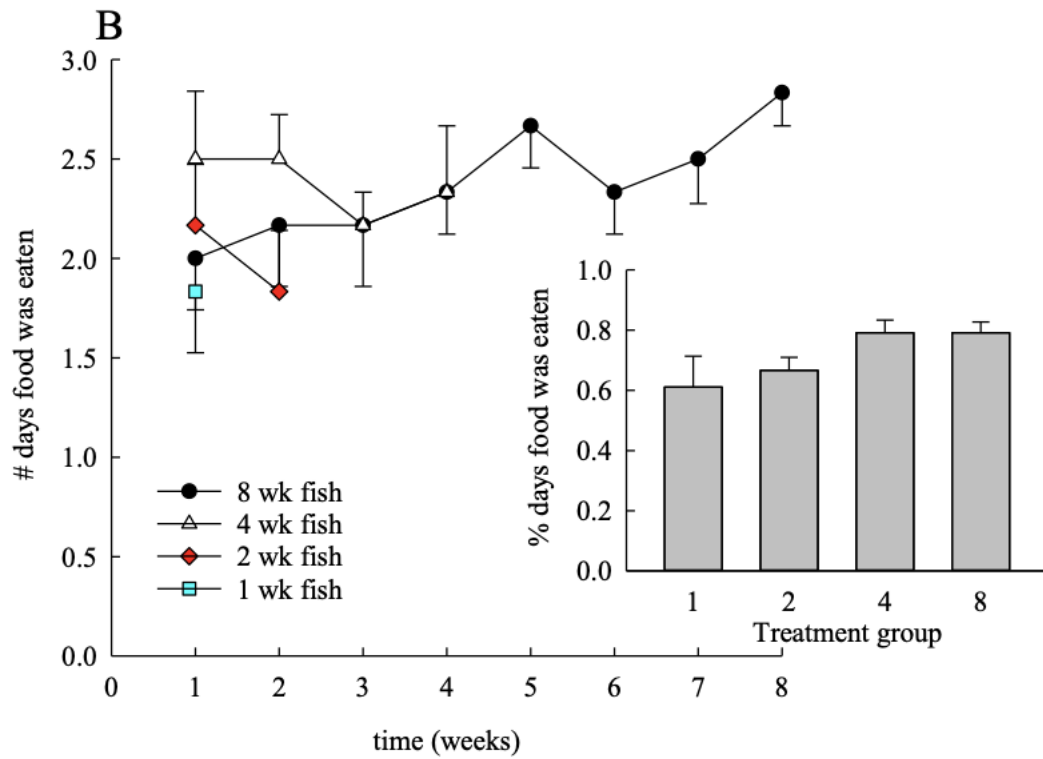 B
# days food was eaten
3.0
2.5
2.0
1.5
1.0
0.5
0.0
0 1 2 3 4 5 6 7 8
time (weeks)
8 wk fish
4 wk fish
2 wk fish
1 wk fish
% days food was eaten
1.0
0.8
0.6
0.4
0.2
0.0
1 2 4 8
Treatment group